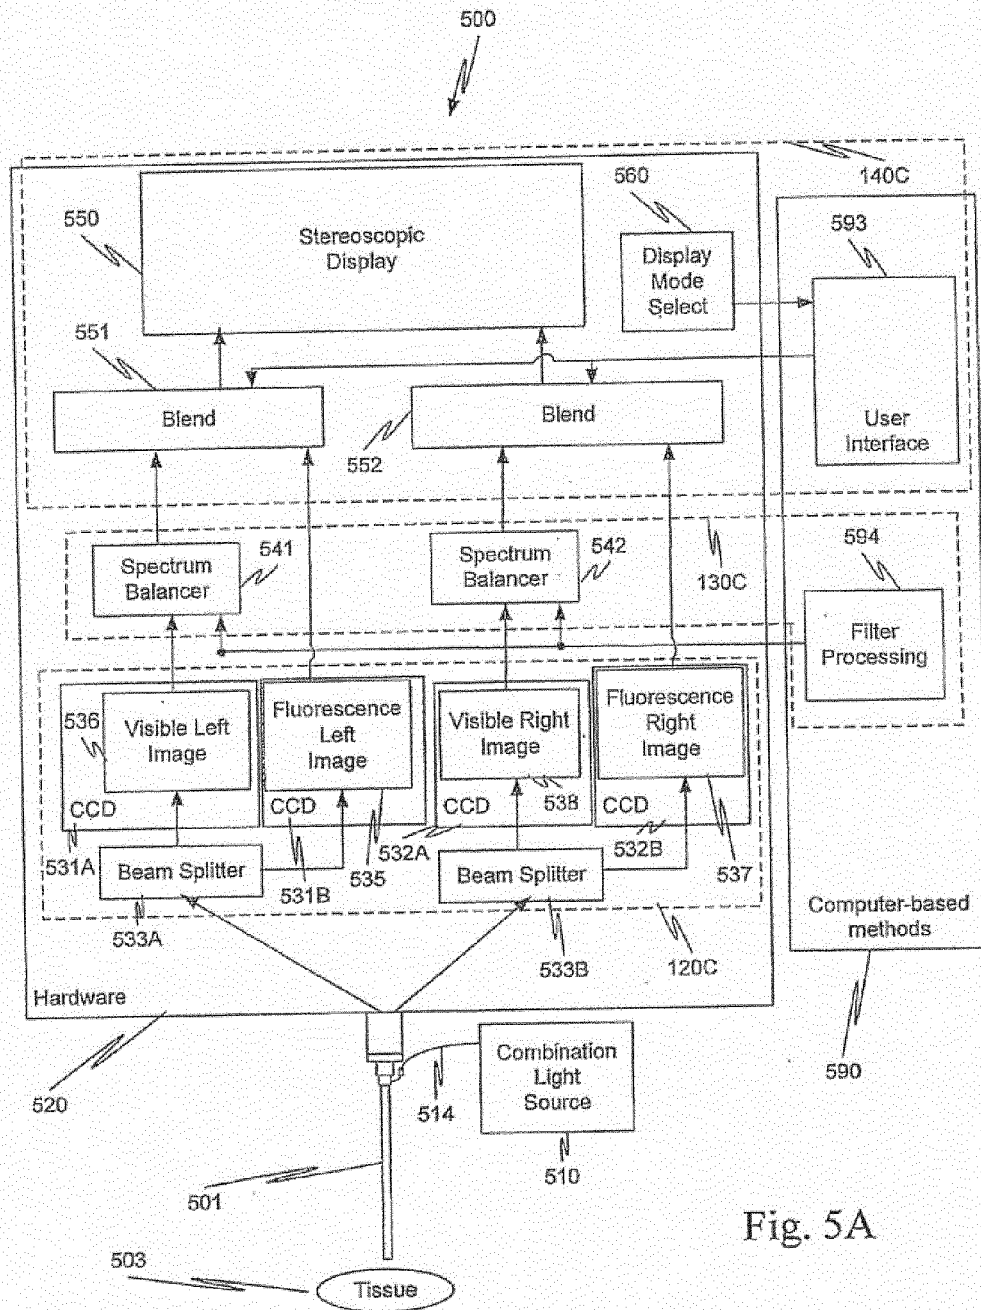 500
140C
550
Stereoscopic
Display
560
Display
Mode
Select
593
User
Interface
551
Blend
552
Blend
541
Spectrum
Balancer
542
Spectrum
Balancer
130C
594
Filter
Processing
536
Visible Left
Image
CCD
531A
Fluorescence
Left
Image
CCD
531B
535
Visible Right
Image
538
CCD
532A
Fluorescence
Right
Image
CCD
532B
537
Beam Splitter
533A
Beam Splitter
533B
120C
Computer-based
methods
590
Hardware
520
514
Combination
Light
Source
510
501
503
Tissue
Fig. 5A